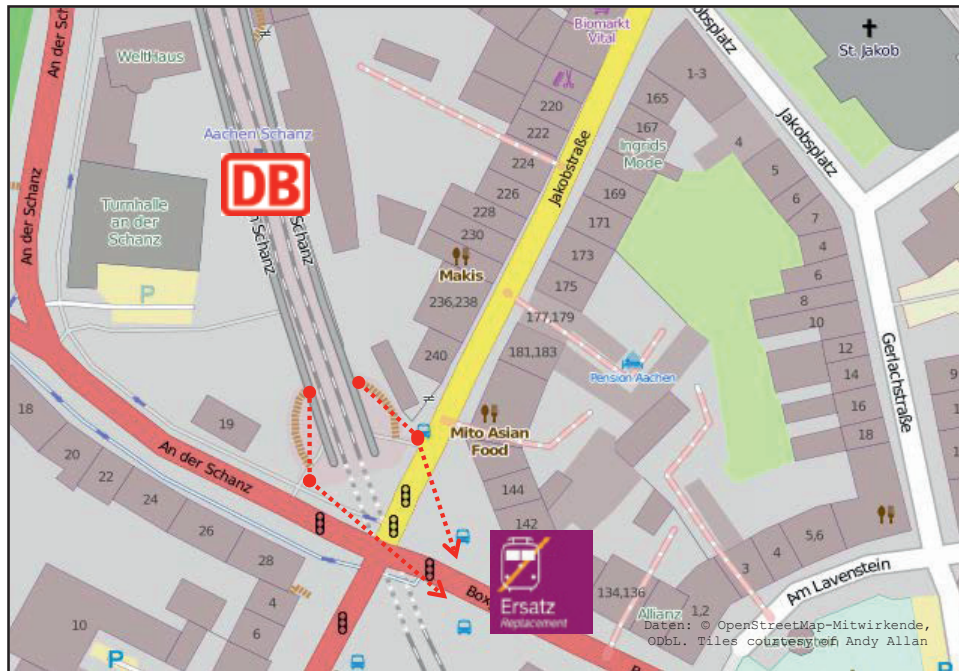 An der Schanz
WeltHaus
Biomarkt
Vital
Jakobsplatz
St. Jakob
1-3
165
220
167
222
Ingrids
Mode
4
Jakobsplatz
Aachen Schanz
DB
224
Jakobstraße
5
226
169
6
228
171
7
An der Schanz
Turnhalle
an der
Schanz
Schanz
Schanz
230
4
Makis
173
6
P
236,238
175
8
177,179
10
240
181,183
Pension Aachen
12
Gerlachstraße
14
9
18
19
Mito Asian
Food
16
18
20
An der Schanz
22
24
144
26
142
5,6
4
28
3
Ersatz
Replacement
Box
134,136
Am Lavenstein
4
Allianz
1,2
10
6
P
P
Daten: © OpenStreetMap-Mitwirkende,
ODbL. Tiles courtesy of Andy Allan